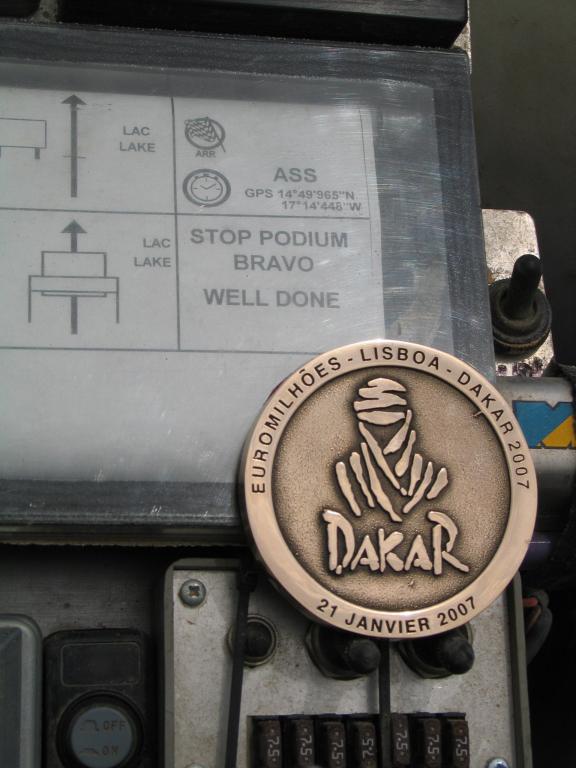 LAC
LAKE
ARR
ASS
GPS 14°49'965"N
17°14'448"W
LAC
LAKE
STOP PODIUM
BRAVO
WELL DONE
EUROMILHÕES - LISBOA - DAKAR 2007
DAKAR
21 JANVIER 2007
OFF
ON
7.5
7.5
7.5
7.5
7.5
7.5
7.5